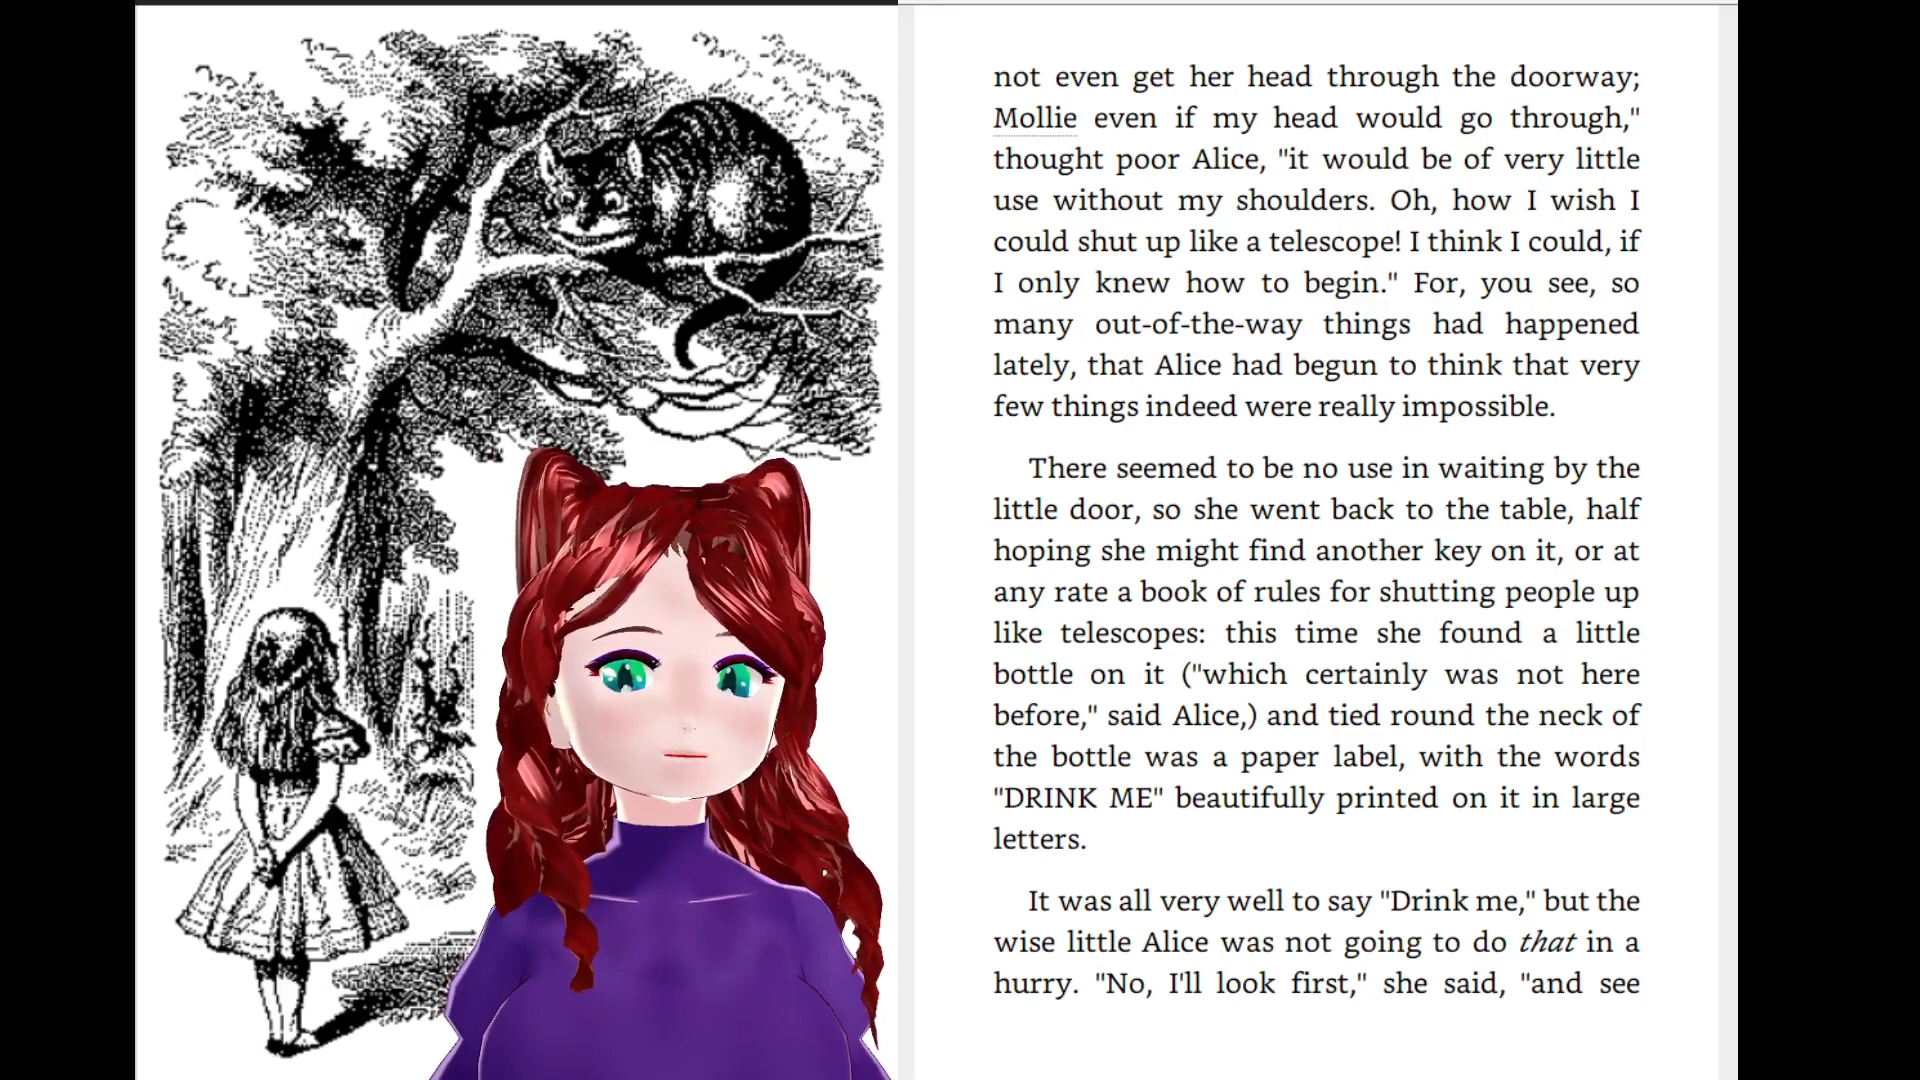 not even get her head through the doorway;
Mollie even if my head would go through,"
thought poor Alice, "it would be of very little
use without my shoulders. Oh, how I wish I
could shut up like a telescope! I think I could, if
I only knew how to begin." For, you see, so
many out-of-the-way things had happened
lately, that Alice had begun to think that very
few things indeed were really impossible.
There seemed to be no use in waiting by the
little door, so she went back to the table, half
hoping she might find another key on it, or at
any rate a book of rules for shutting people up
like telescopes: this time she found a little
bottle on it ("which certainly was not here
before," said Alice,) and tied round the neck of
the bottle was a paper label, with the words
"DRINK ME" beautifully printed on it in large
letters.
It was all very well to say "Drink me," but the
wise little Alice was not going to do that in a
hurry. "No, I'll look first," she said, "and see